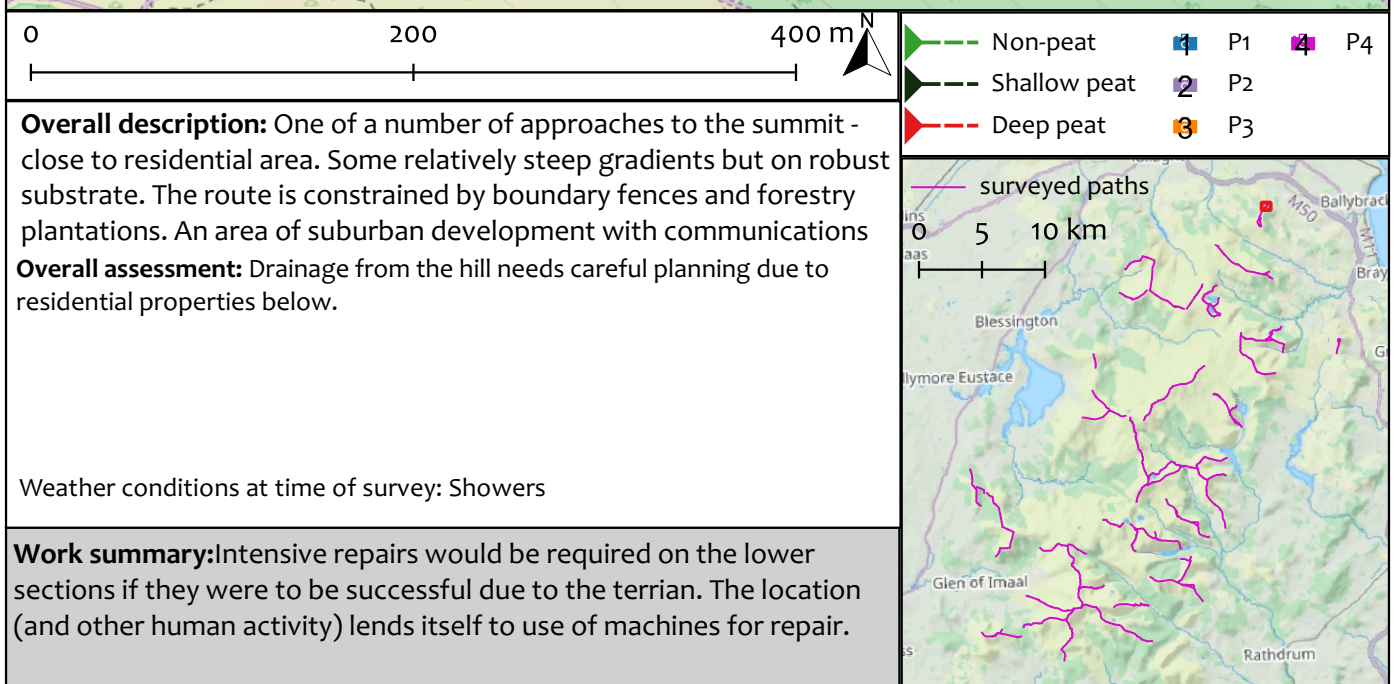 0 200 400 m N
Non-peat 1 P1 4 P4
Shallow peat 2 P2
Deep peat 3 P3
Overall description: One of a number of approaches to the summit -
close to residential area. Some relatively steep gradients but on robust
substrate. The route is constrained by boundary fences and forestry
plantations. An area of suburban development with communications
Overall assessment: Drainage from the hill needs careful planning due to
residential properties below.
Weather conditions at time of survey: Showers
Work summary:Intensive repairs would be required on the lower
sections if they were to be successful due to the terrian. The location
(and other human activity) lends itself to use of machines for repair.
surveyed paths
0 5 10 km
M50
Ballybrack
M11
Bray
aas
Blessington
llymore Eustace
Glen of Imaal
Rathdrum